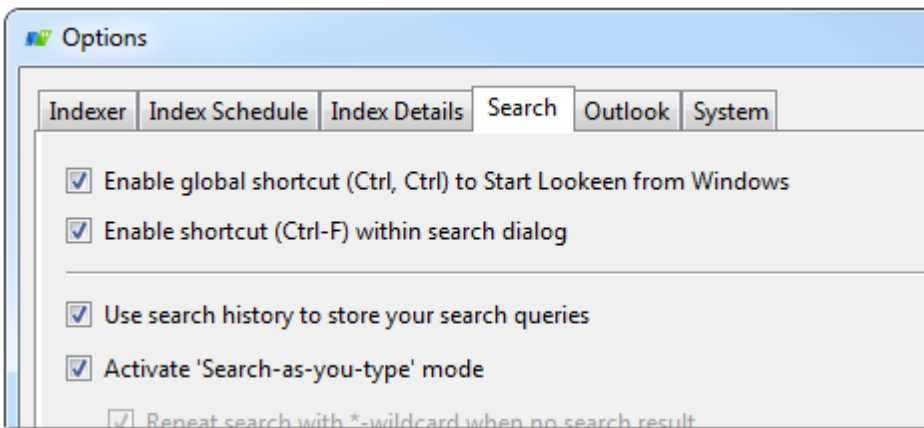 Options
Indexer Index Schedule Index Details Search Outlook System
Enable global shortcut (Ctrl, Ctrl) to Start Lookeen from Windows
Enable shortcut (Ctrl-F) within search dialog
Use search history to store your search queries
Activate 'Search-as-you-type' mode
Repeat search with *-wildcard when no search result